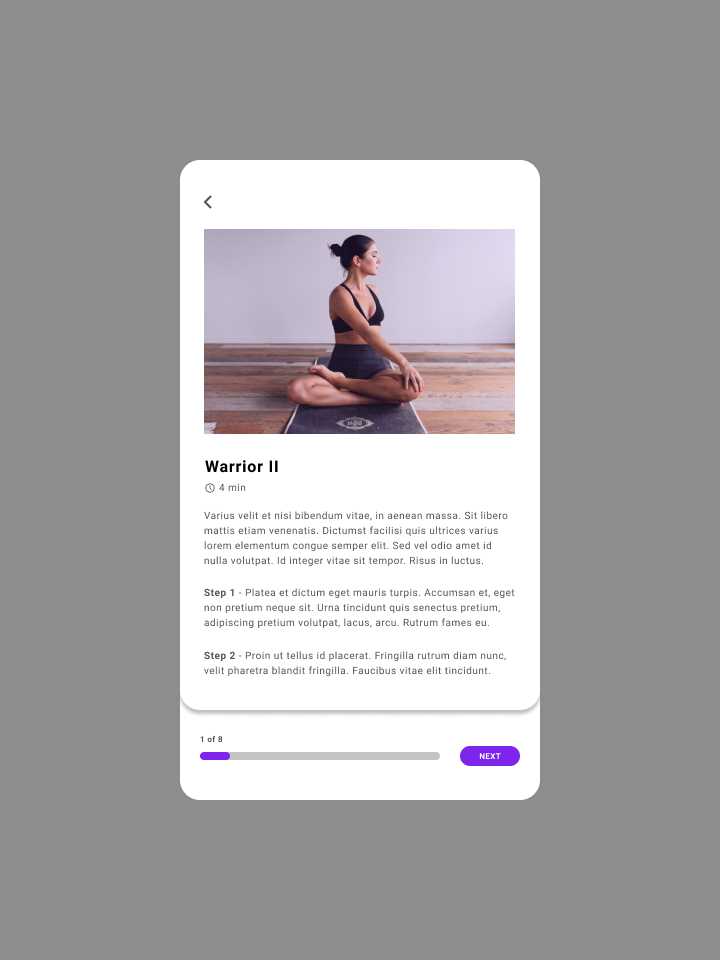 Warrior II
4 min
Varius velit et nisi bibendum vitae, in aenean massa. Sit libero
mattis etiam venenatis. Dictumst facilisi quis ultrices varius
lorem elementum congue semper elit. Sed vel odio amet id
nulla volutpat. Id integer vitae sit tempor. Risus in luctus.
Step 1 - Platea et dictum eget mauris turpis. Accumsan et, eget
non pretium neque sit. Urna tincidunt quis senectus pretium,
adipiscing pretium volutpat, lacus, arcu. Rutrum fames eu.
Step 2 - Proin ut tellus id placerat. Fringilla rutrum diam nunc,
velit pharetra blandit fringilla. Faucibus vitae elit tincidunt.
1 of 8
NEXT